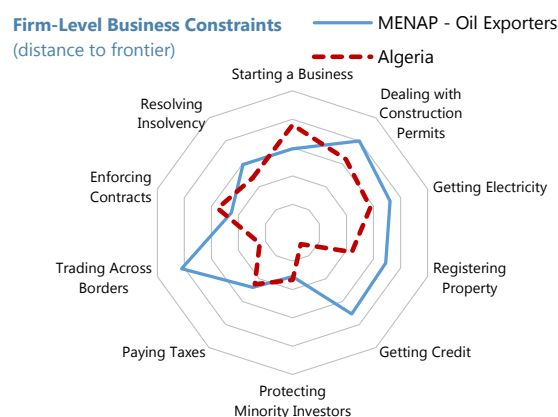 Firm-Level Business Constraints
(distance to frontier)
MENAP - Oil Exporters
Algeria
Starting a Business
Dealing with
Construction
Permits
Getting Electricity
Registering
Property
Getting Credit
Protecting
Minority Investors
Paying Taxes
Trading Across
Borders
Enforcing
Contracts
Resolving
Insolvency